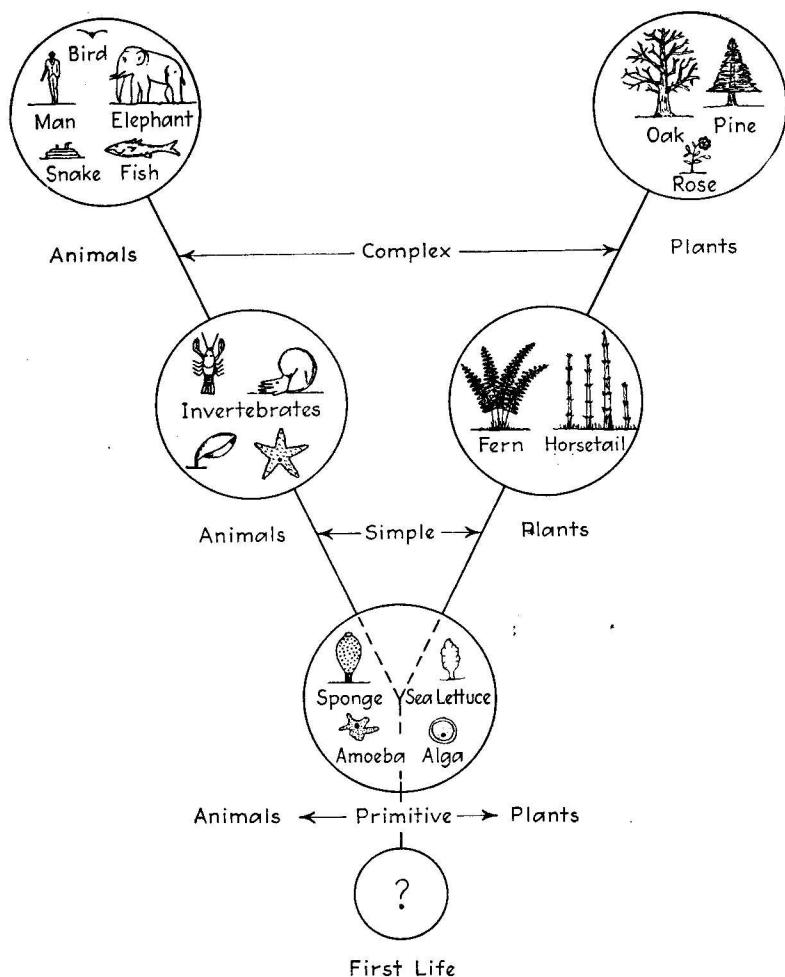 Bird
Man Elephant
Snake Fish
Oak Pine
Rose
Animals Complex Plants
Invertebrates
Fern Horsetail
Animals Simple Plants
Sponge Sea Lettuce
Amoeba Alga
Animals Primitive Plants
?
First Life